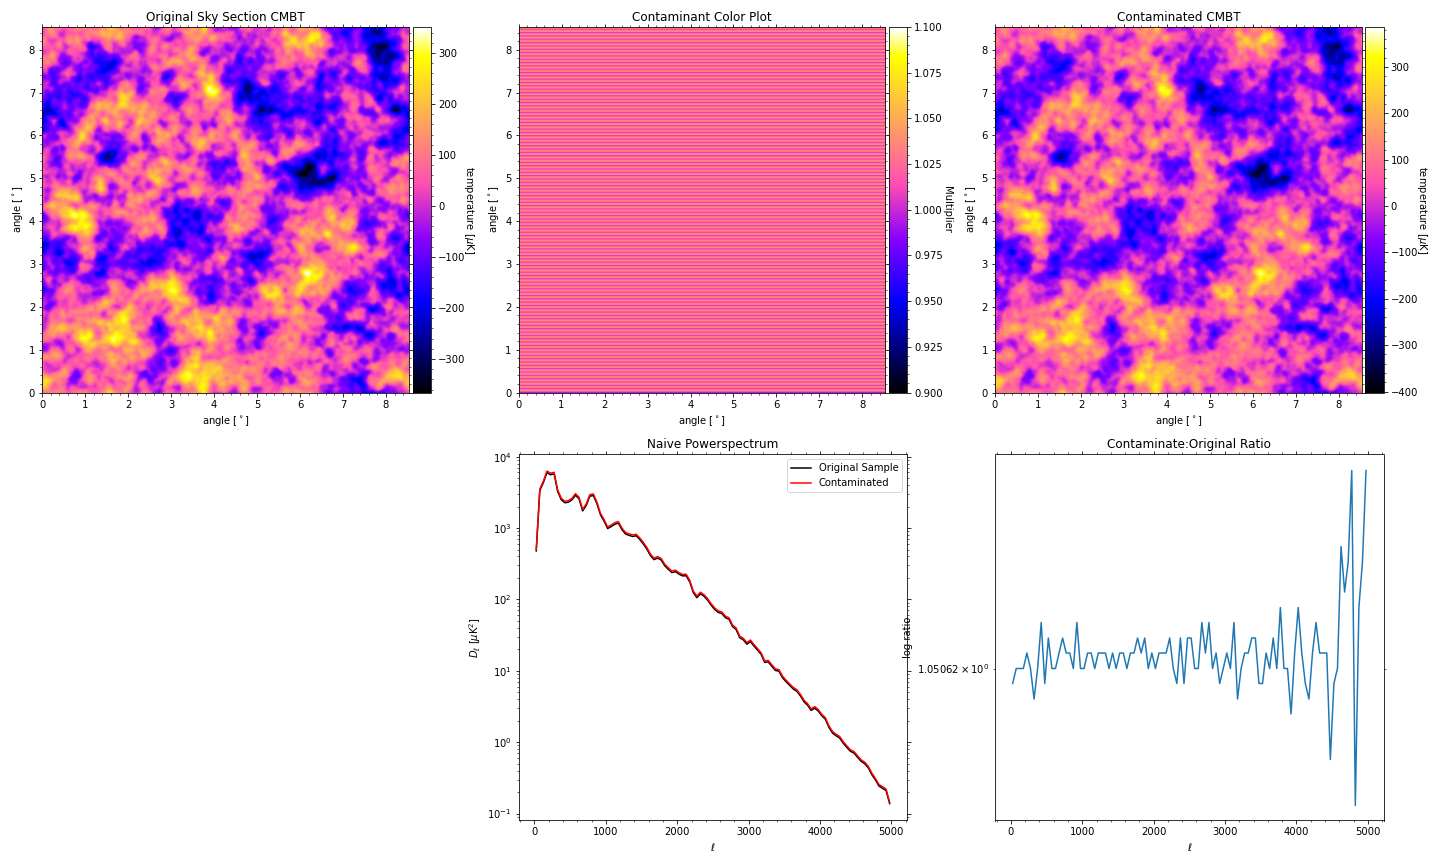 Original Sky Section CMBT
8
7
6
5
4
3
2
1
0
0 1 2 3 4 5 6 7 8
angle [°]
angle [°]
300
200
100
0
−100
−200
−300
temperature [μK]
Contaminant Color Plot
8
7
6
5
4
3
2
1
0
0 1 2 3 4 5 6 7 8
angle [°]
angle [°]
1.100
1.075
1.050
1.025
1.000
0.975
0.950
0.925
0.900
Multiplier
Contaminated CMBT
8
7
6
5
4
3
2
1
0
0 1 2 3 4 5 6 7 8
angle [°]
angle [°]
300
200
100
0
−100
−200
−300
−400
temperature [μK]
Naive Powerspectrum
Original Sample
Contaminated
10⁴
10³
10²
10¹
10⁰
10⁻¹
Dℓ [μK²]
0 1000 2000 3000 4000 5000
ℓ
Contaminate:Original Ratio
log ratio
1.05062 × 10⁰
0 1000 2000 3000 4000 5000
ℓ